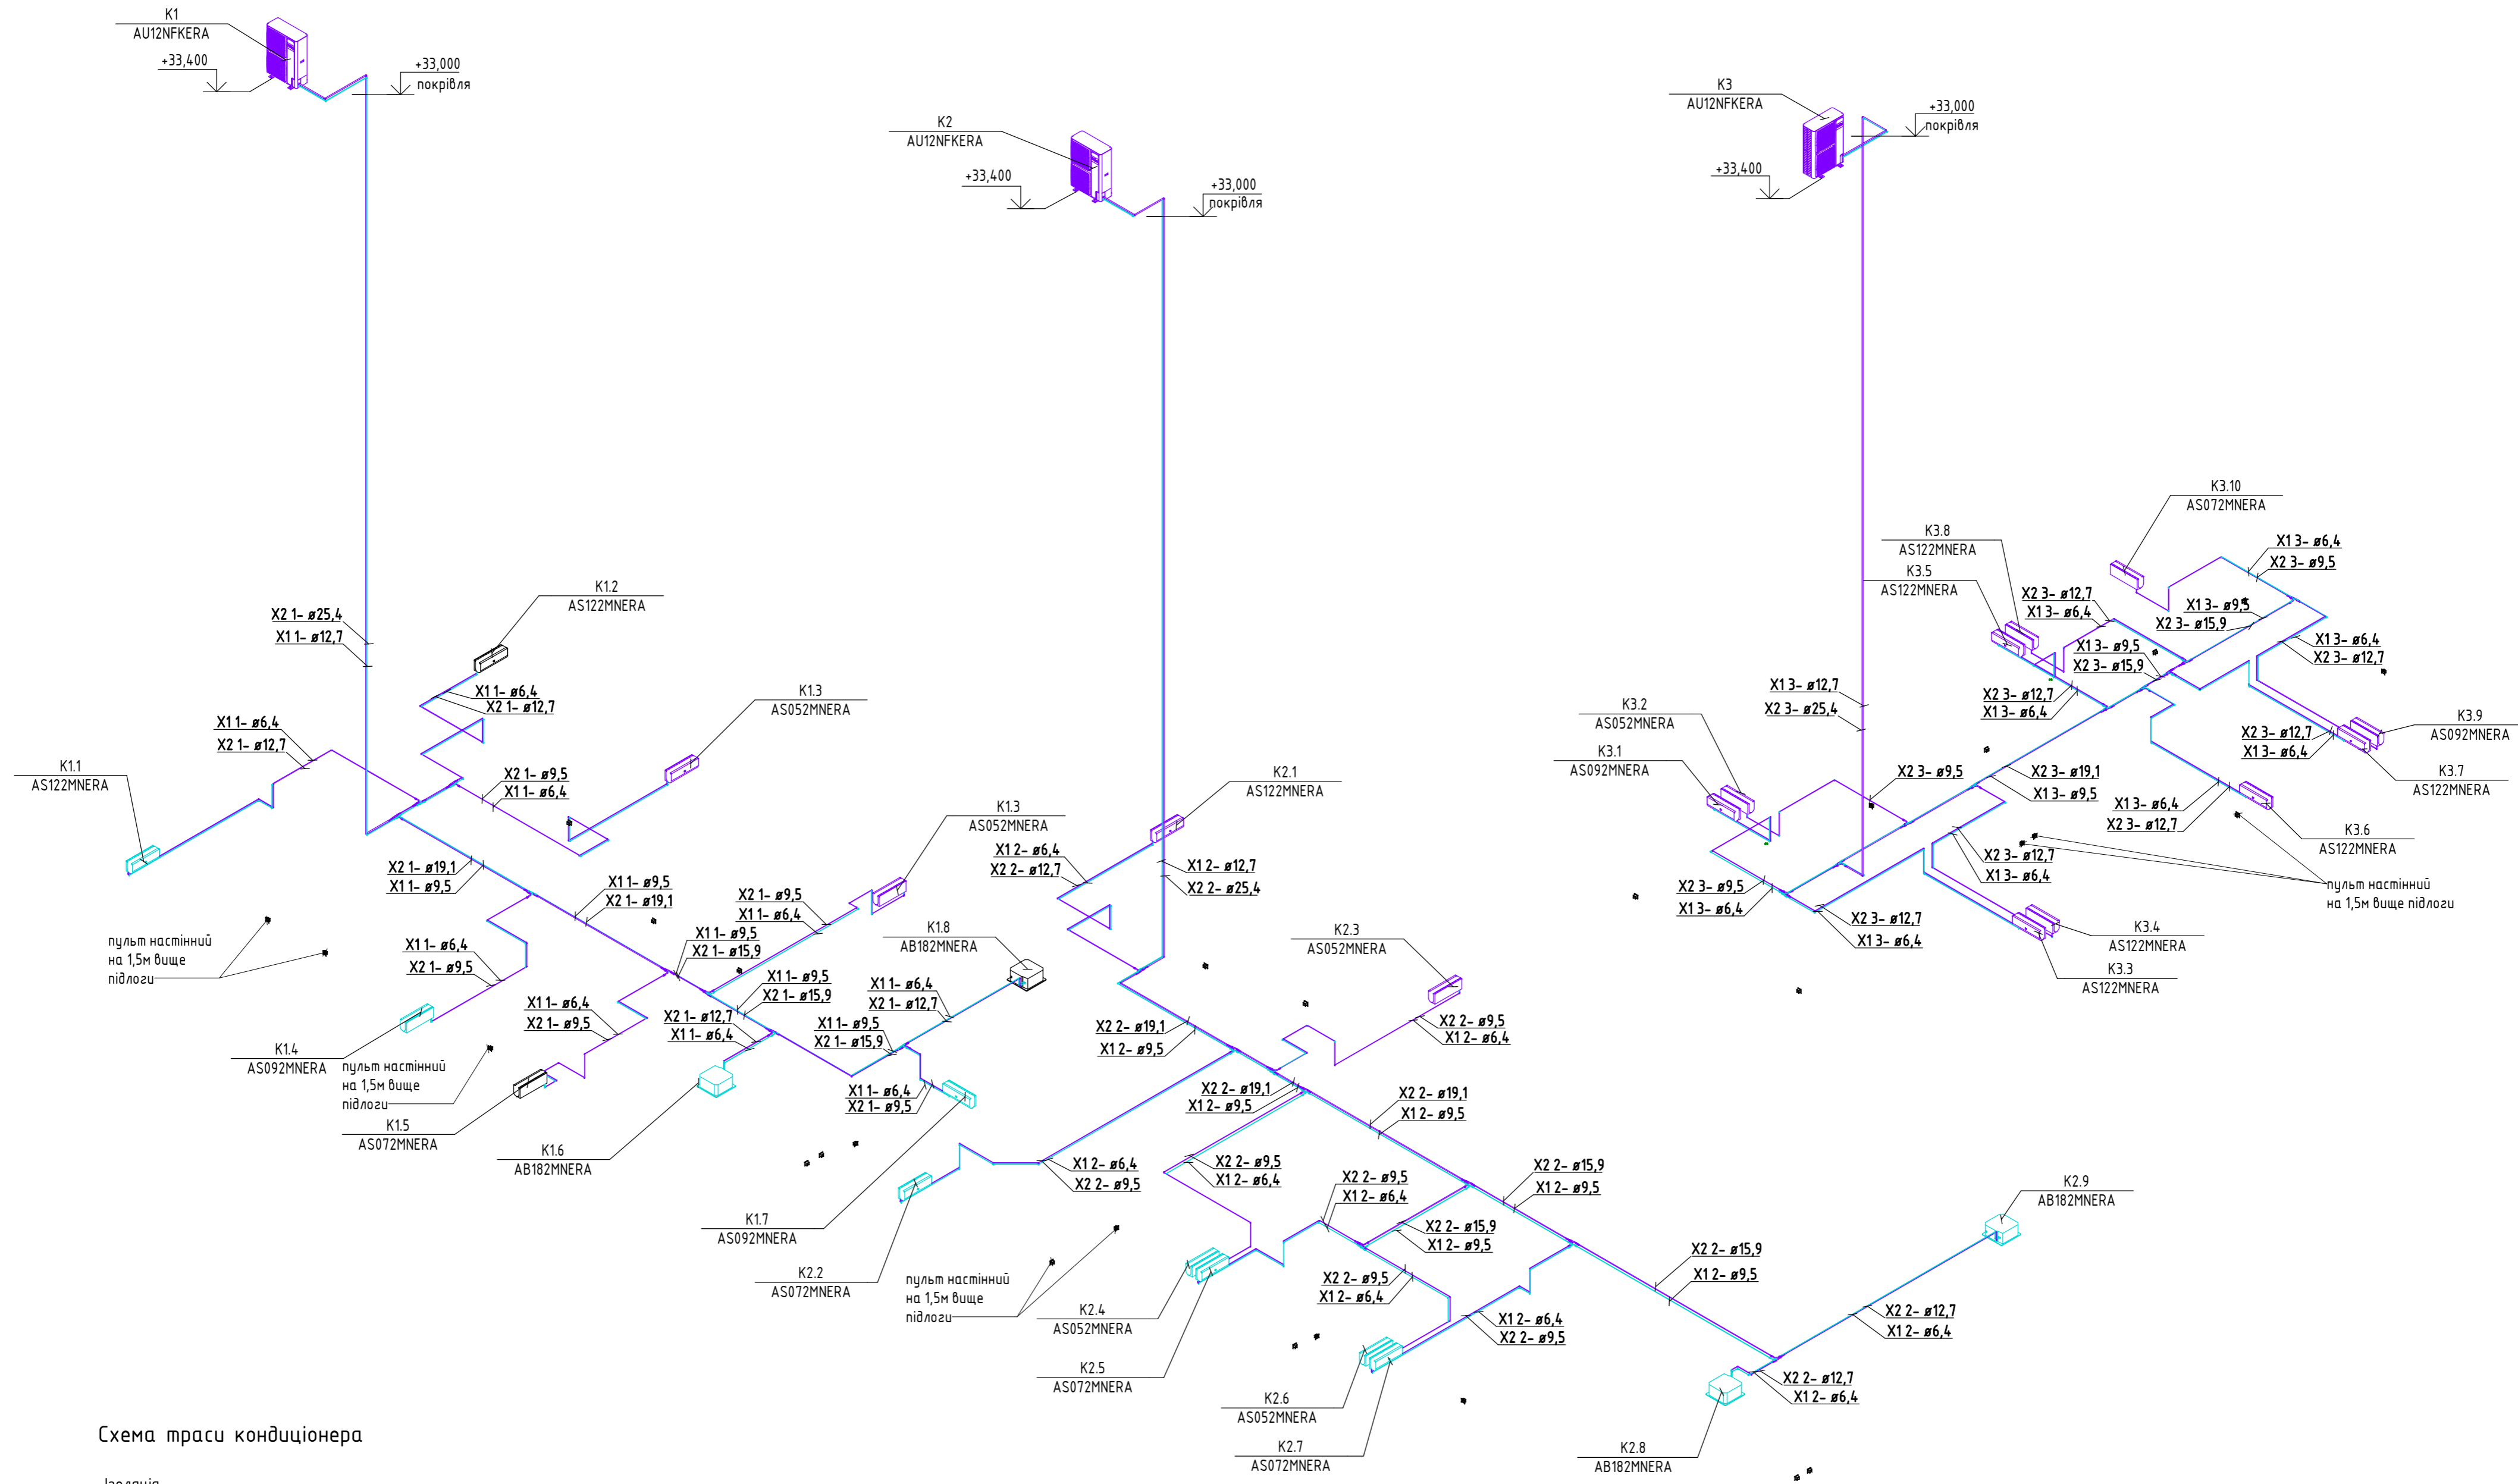 K1
AU12NFKERA
+33,400
+33,000
покрівля
K2
AU12NFKERA
+33,400
+33,000
покрівля
K3
AU12NFKERA
+33,400
+33,000
покрівля
X2 1- ø25,4
X1 1- ø12,7
K1.2
AS122MNERA
X1 1- ø6,4
X2 1- ø12,7
K1.3
AS052MNERA
X1 1- ø6,4
X2 1- ø12,7
K1.1
AS122MNERA
X2 1- ø9,5
X1 1- ø6,4
K1.3
AS052MNERA
X2 1- ø19,1
X1 1- ø9,5
X1 1- ø9,5
X2 1- ø19,1
X2 1- ø9,5
X1 1- ø6,4
X1 1- ø9,5
X2 1- ø15,9
K1.8
AB182MNERA
пульт настінний
на 1,5м вище
підлоги
X1 1- ø6,4
X2 1- ø9,5
X1 1- ø9,5
X2 1- ø15,9
X1 1- ø6,4
X2 1- ø12,7
X1 1- ø6,4
X2 1- ø9,5
X2 1- ø12,7
X1 1- ø6,4
X1 1- ø9,5
X2 1- ø15,9
K1.4
AS092MNERA
пульт настінний
на 1,5м вище
підлоги
X1 1- ø6,4
X2 1- ø9,5
K1.5
AS072MNERA
K1.6
AB182MNERA
K1.7
AS092MNERA
K2.1
AS122MNERA
X1 2- ø6,4
X2 2- ø12,7
X1 2- ø12,7
X2 2- ø25,4
K2.3
AS052MNERA
X2 2- ø19,1
X1 2- ø9,5
X2 2- ø9,5
X1 2- ø6,4
X2 2- ø19,1
X1 2- ø9,5
X2 2- ø19,1
X1 2- ø9,5
X1 2- ø6,4
X2 2- ø9,5
X2 2- ø9,5
X1 2- ø6,4
X2 2- ø9,5
X1 2- ø6,4
X2 2- ø15,9
X1 2- ø9,5
X2 2- ø15,9
X1 2- ø9,5
K2.9
AB182MNERA
K2.2
AS072MNERA
пульт настінний
на 1,5м вище
підлоги
X2 2- ø9,5
X1 2- ø6,4
X2 2- ø15,9
X1 2- ø9,5
K2.4
AS052MNERA
X1 2- ø6,4
X2 2- ø9,5
X2 2- ø12,7
X1 2- ø6,4
K2.5
AS072MNERA
X2 2- ø12,7
X1 2- ø6,4
K2.6
AS052MNERA
K2.7
AS072MNERA
K2.8
AB182MNERA
K3.10
AS072MNERA
K3.8
AS122MNERA
X1 3- ø6,4
X2 3- ø9,5
K3.5
AS122MNERA
X2 3- ø12,7
X1 3- ø6,4
X1 3- ø9,5
X2 3- ø15,9
X1 3- ø9,5
X2 3- ø15,9
X1 3- ø6,4
X2 3- ø12,7
X1 3- ø12,7
X2 3- ø25,4
X2 3- ø12,7
X1 3- ø6,4
K3.2
AS052MNERA
K3.9
AS092MNERA
X2 3- ø12,7
X1 3- ø6,4
K3.1
AS092MNERA
X2 3- ø9,5
X2 3- ø19,1
X1 3- ø9,5
K3.7
AS122MNERA
X1 3- ø6,4
X2 3- ø12,7
K3.6
AS122MNERA
X2 3- ø12,7
X1 3- ø6,4
X2 3- ø9,5
X1 3- ø6,4
пульт настінний
на 1,5м вище підлоги
X2 3- ø12,7
X1 3- ø6,4
K3.4
AS122MNERA
K3.3
AS122MNERA
Схема траси кондиціонера